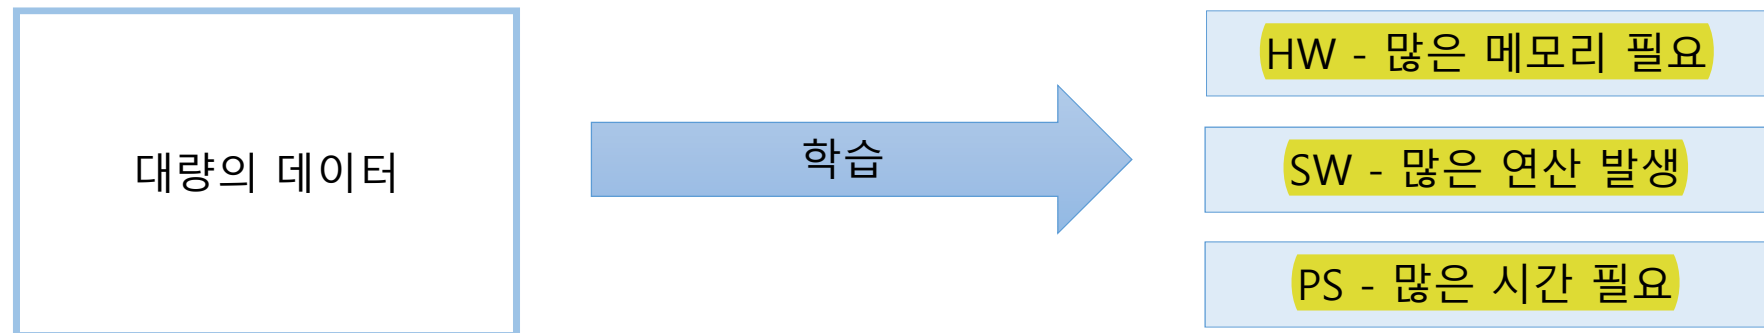 대량의 데이터
학습
HW - 많은 메모리 필요
SW - 많은 연산 발생
PS - 많은 시간 필요